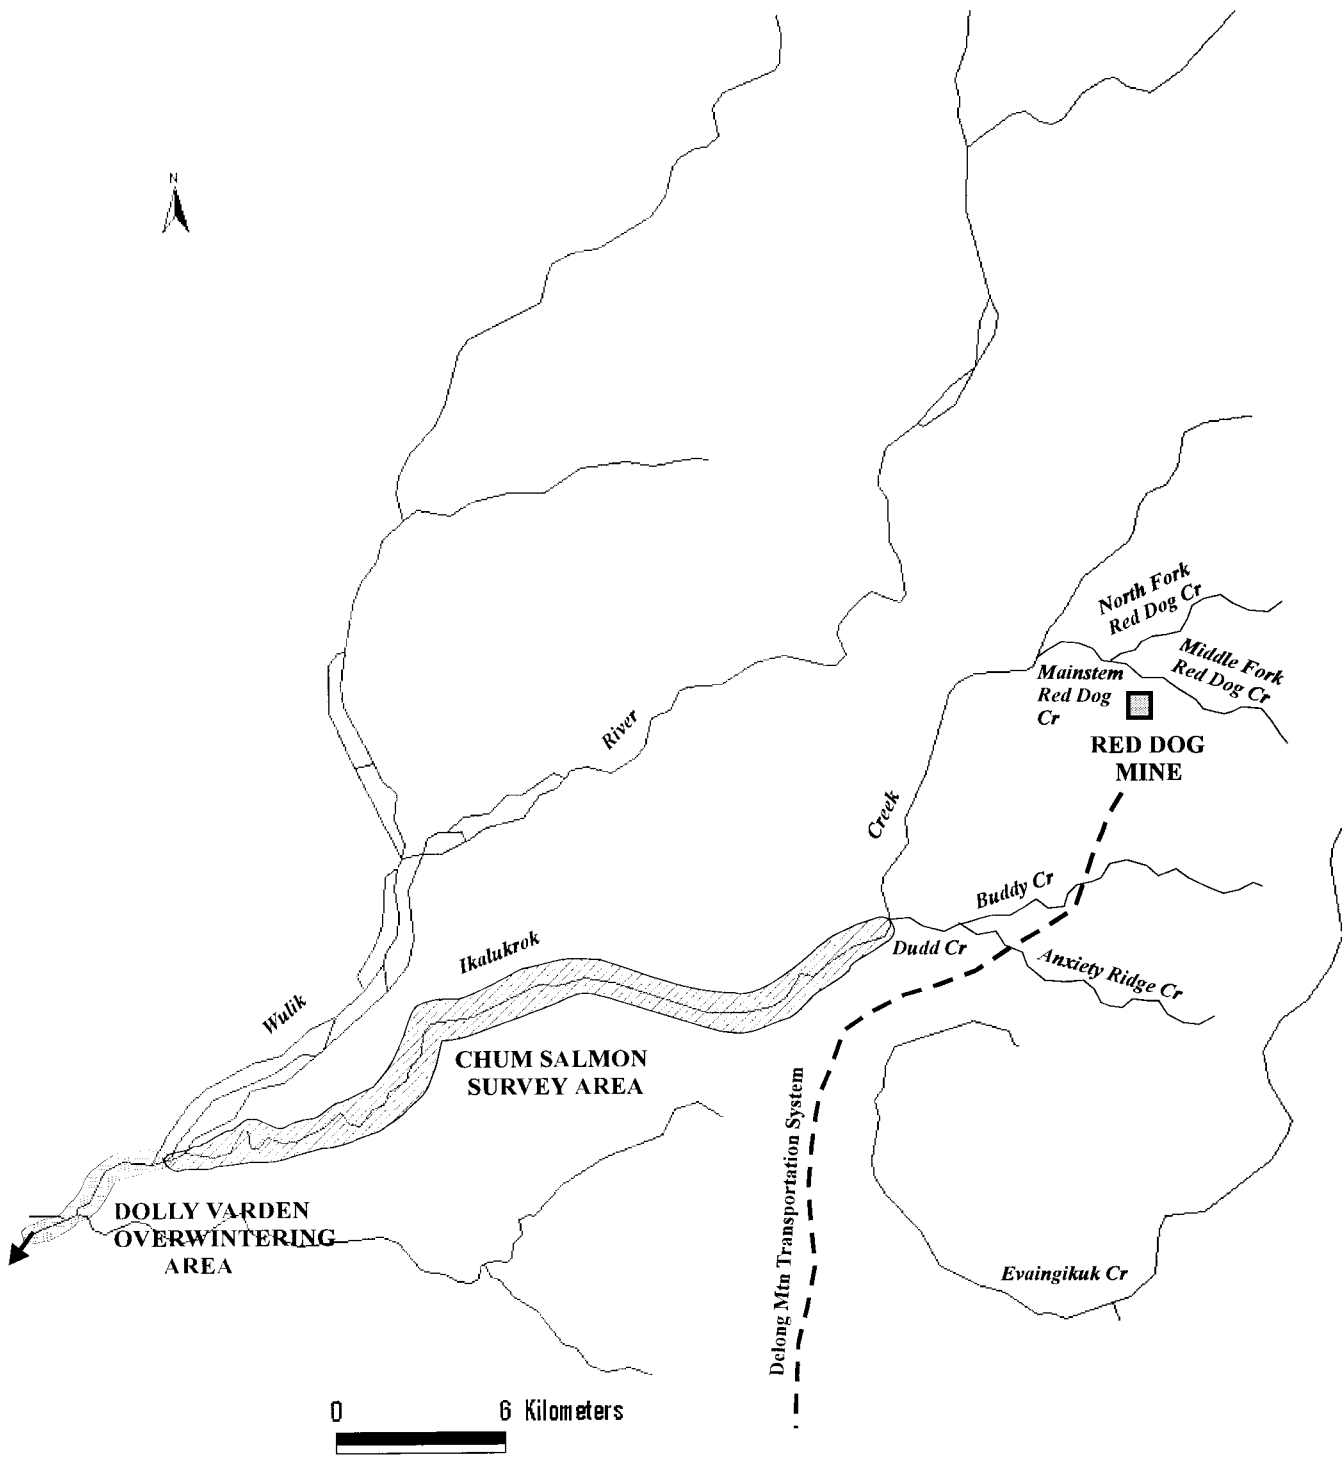 N
North Fork
Red Dog Cr
Middle Fork
Red Dog Cr
Mainstem
Red Dog
Cr
RED DOG
MINE
River
Creek
Buddy Cr
Dudd Cr
Anxiety Ridge Cr
Ikalukrok
Wulik
CHUM SALMON
SURVEY AREA
Delong Mtn Transportation System
DOLLY VARDEN
OVERWINTERING
AREA
Evaingikuk Cr
0 6 Kilometers